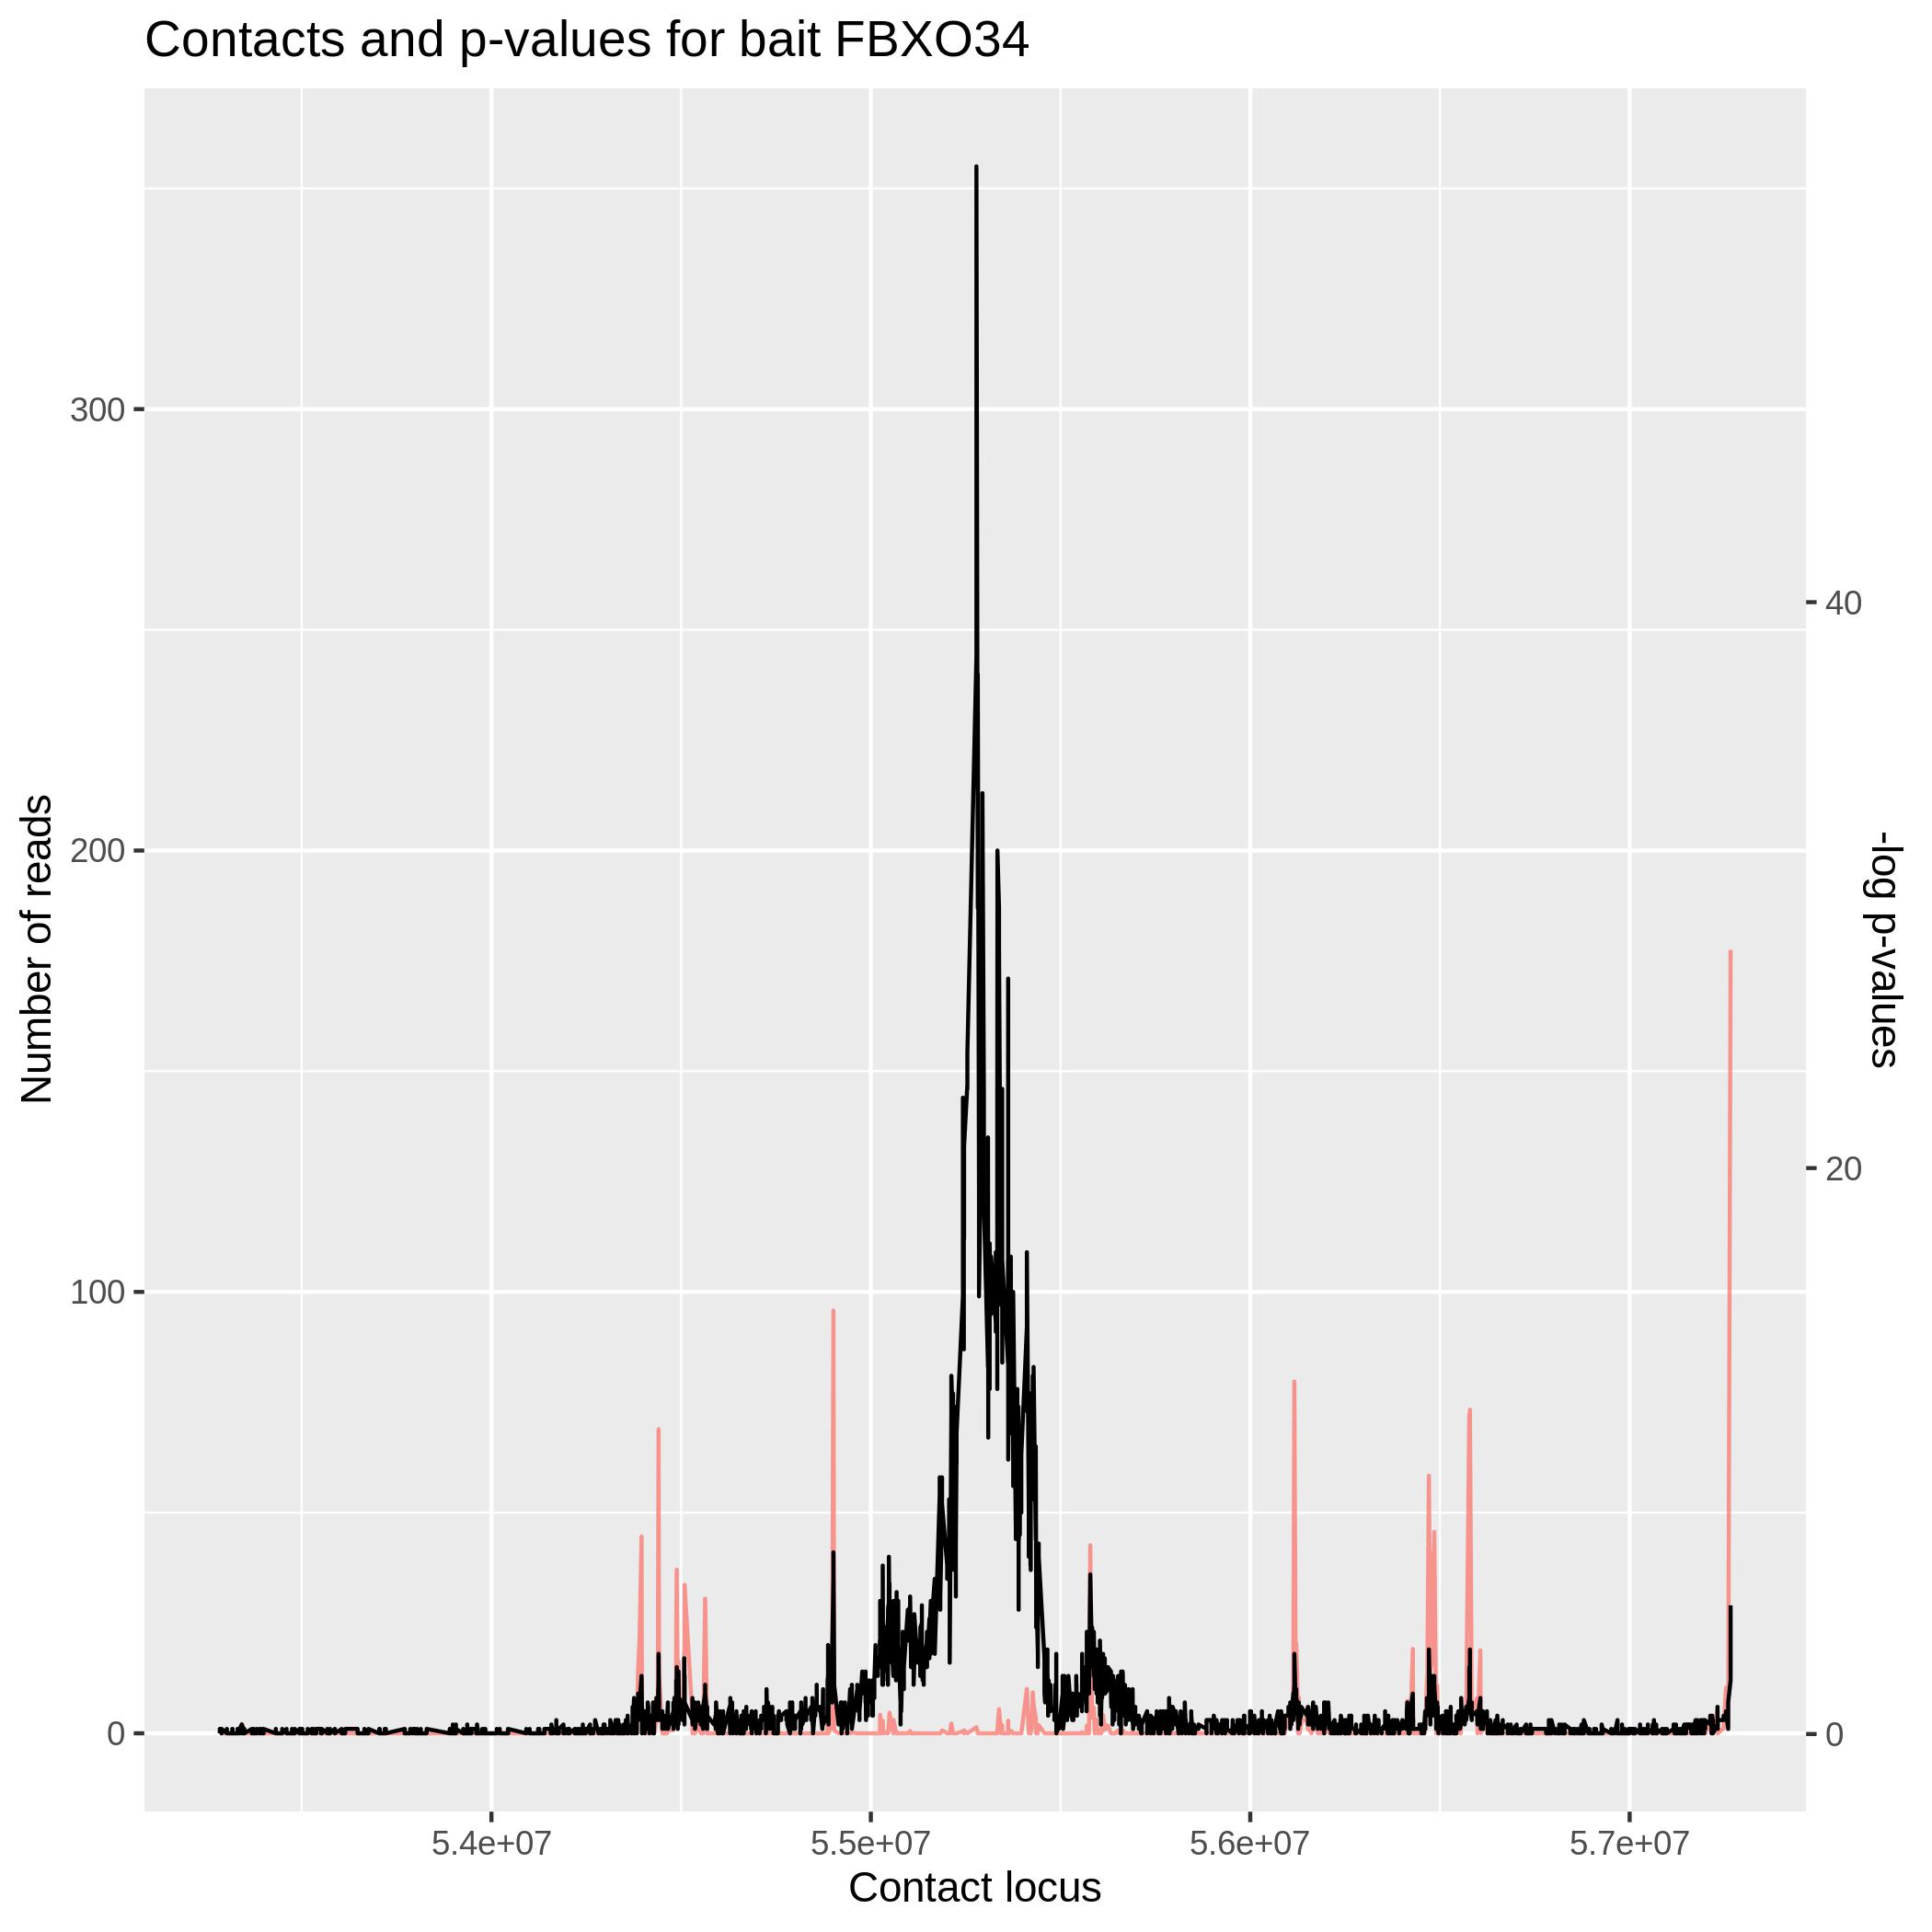 Contacts and p-values for bait FBXO34
Number of reads
300
200
100
0
40
20
0
-log p-values
5.4e+07
5.5e+07
5.6e+07
5.7e+07
Contact locus